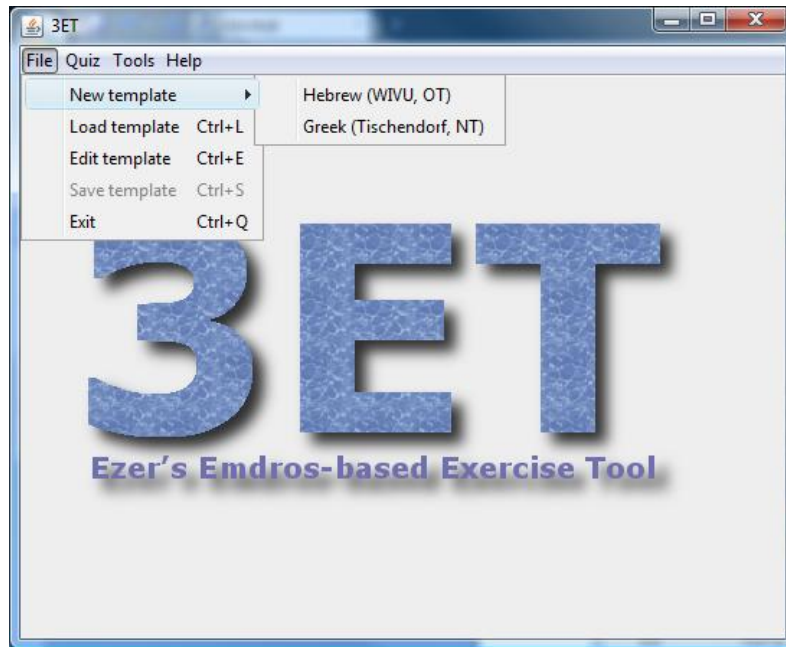 3ET
File Quiz Tools Help
New template
Hebrew (WIVU, OT)
Load template Ctrl+L
Greek (Tischendorf, NT)
Edit template Ctrl+E
Save template Ctrl+S
Exit Ctrl+Q
3ET
Ezer's Emdros-based Exercise Tool